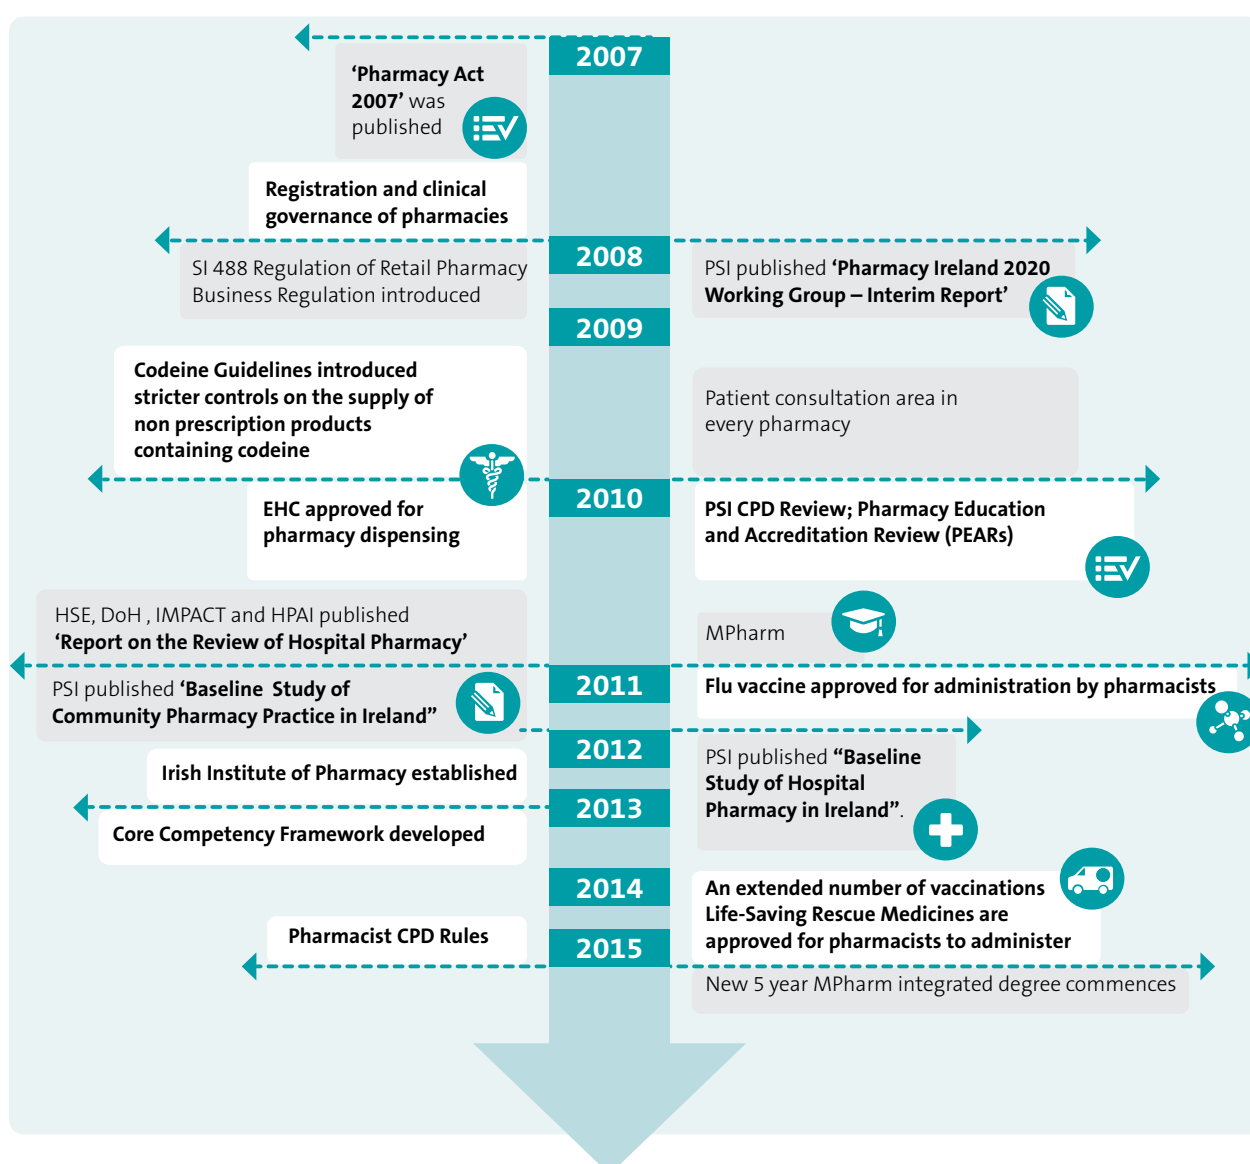 2007
‘Pharmacy Act
2007’ was
published
Registration and clinical
governance of pharmacies
2008
SI 488 Regulation of Retail Pharmacy
Business Regulation introduced
PSI published ‘Pharmacy Ireland 2020
Working Group – Interim Report’
2009
Codeine Guidelines introduced
stricter controls on the supply of
non prescription products
containing codeine
Patient consultation area in
every pharmacy
2010
EHC approved for
pharmacy dispensing
PSI CPD Review; Pharmacy Education
and Accreditation Review (PEARs)
HSE, DoH , IMPACT and HPAI published
‘Report on the Review of Hospital Pharmacy’
MPharm
2011
PSI published ‘Baseline Study of
Community Pharmacy Practice in Ireland”
Flu vaccine approved for administration by pharmacists
2012
Irish Institute of Pharmacy established
PSI published “Baseline
Study of Hospital
Pharmacy in Ireland”.
2013
Core Competency Framework developed
2014
An extended number of vaccinations
Life-Saving Rescue Medicines are
approved for pharmacists to administer
Pharmacist CPD Rules
2015
New 5 year MPharm integrated degree commences